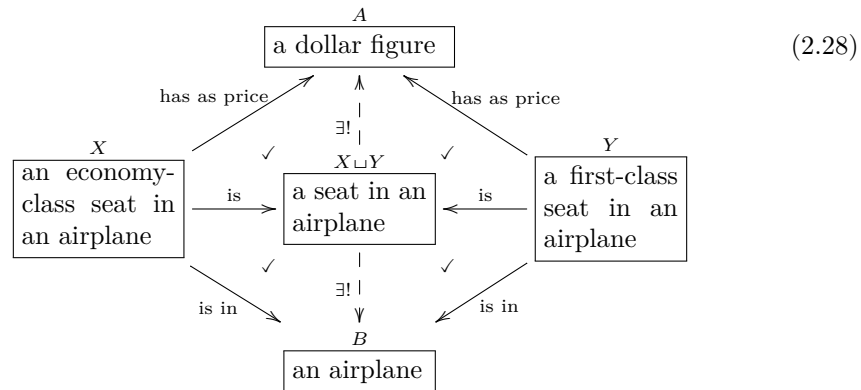 A
a dollar figure
(2.28)
has as price
has as price
∃!
✓
✓
X
X⊔Y
Y
an economy-
class seat in
an airplane
is
a seat in an
airplane
is
a first-class
seat in an
airplane
✓
✓
∃!
is in
is in
B
an airplane